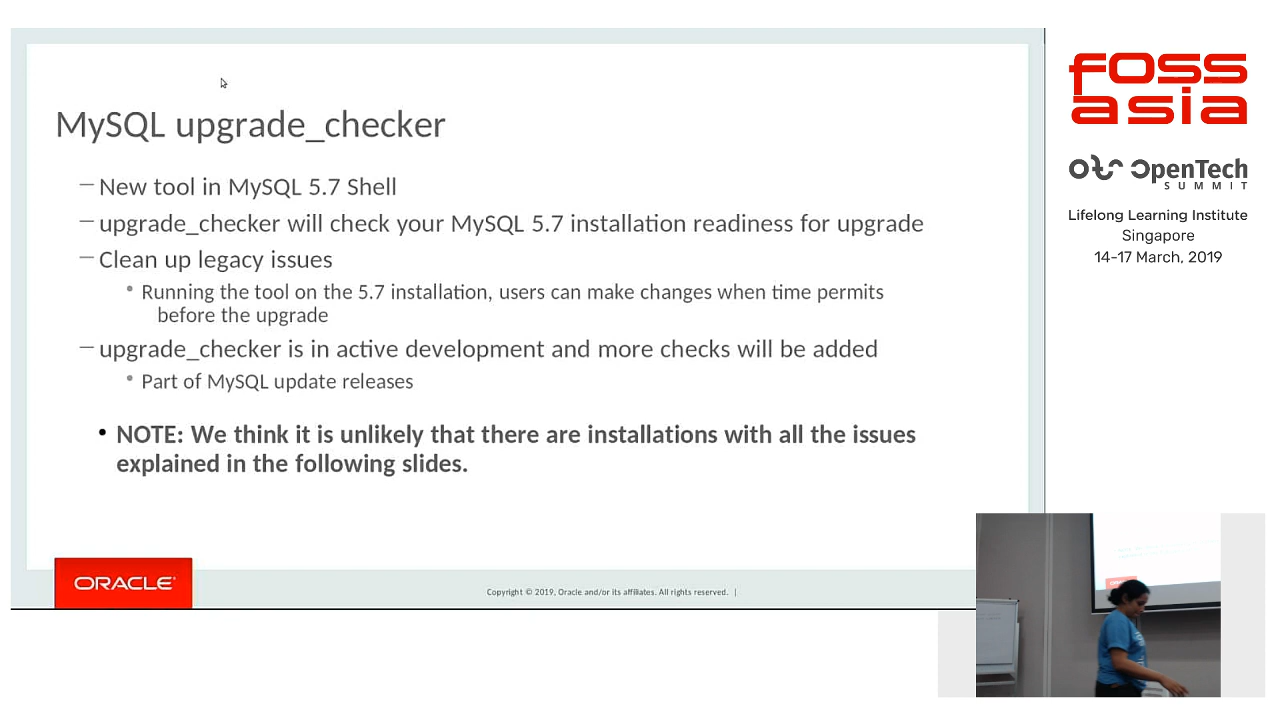 MySQL upgrade_checker
– New tool in MySQL 5.7 Shell
– upgrade_checker will check your MySQL 5.7 installation readiness for upgrade
– Clean up legacy issues
• Running the tool on the 5.7 installation, users can make changes when time permits
before the upgrade
– upgrade_checker is in active development and more checks will be added
• Part of MySQL update releases
• NOTE: We think it is unlikely that there are installations with all the issues
explained in the following slides.
ORACLE®
Copyright © 2019, Oracle and/or its affiliates. All rights reserved. |
foss
asia
OpenTech
SUMMIT
Lifelong Learning Institute
Singapore
14-17 March, 2019